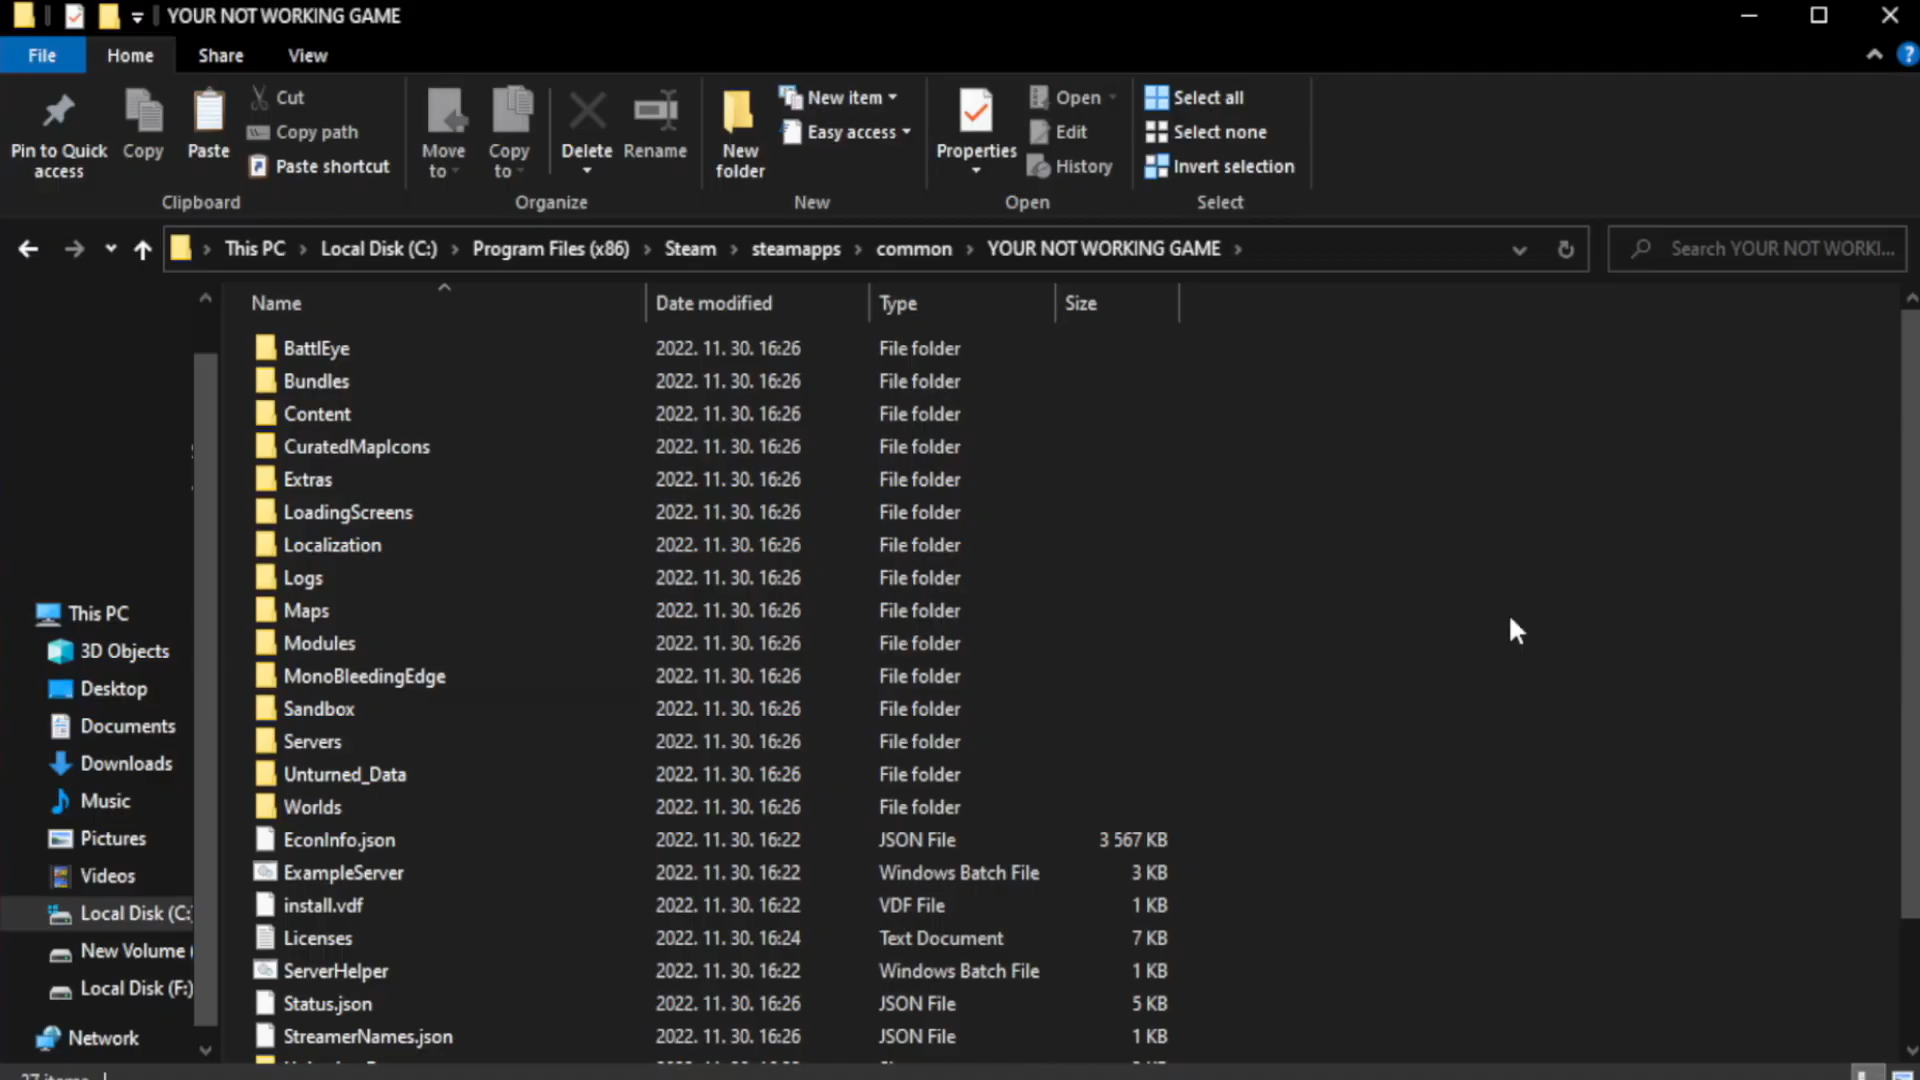 YOUR NOT WORKING GAME
File Home Share View
Pin to Quick access
Copy
Paste
Cut
Copy path
Paste shortcut
Clipboard
Move to
Copy to
Delete
Rename
Organize
New folder
New item
Easy access
New
Properties
Open
Edit
History
Open
Select all
Select none
Invert selection
Select
This PC Local Disk (C:) Program Files (x86) Steam steamapps common YOUR NOT WORKING GAME
Search YOUR NOT WORKI...
This PC
3D Objects
Desktop
Documents
Downloads
Music
Pictures
Videos
Local Disk (C:
New Volume (
Local Disk (F:)
Network
Name Date modified Type Size
BattlEye 2022. 11. 30. 16:26 File folder
Bundles 2022. 11. 30. 16:26 File folder
Content 2022. 11. 30. 16:26 File folder
CuratedMapIcons 2022. 11. 30. 16:26 File folder
Extras 2022. 11. 30. 16:26 File folder
LoadingScreens 2022. 11. 30. 16:26 File folder
Localization 2022. 11. 30. 16:26 File folder
Logs 2022. 11. 30. 16:26 File folder
Maps 2022. 11. 30. 16:26 File folder
Modules 2022. 11. 30. 16:26 File folder
MonoBleedingEdge 2022. 11. 30. 16:26 File folder
Sandbox 2022. 11. 30. 16:26 File folder
Servers 2022. 11. 30. 16:26 File folder
Unturned_Data 2022. 11. 30. 16:26 File folder
Worlds 2022. 11. 30. 16:26 File folder
EconInfo.json 2022. 11. 30. 16:22 JSON File 3 567 KB
ExampleServer 2022. 11. 30. 16:22 Windows Batch File 3 KB
install.vdf 2022. 11. 30. 16:22 VDF File 1 KB
Licenses 2022. 11. 30. 16:24 Text Document 7 KB
ServerHelper 2022. 11. 30. 16:22 Windows Batch File 1 KB
Status.json 2022. 11. 30. 16:26 JSON File 5 KB
StreamerNames.json 2022. 11. 30. 16:26 JSON File 1 KB